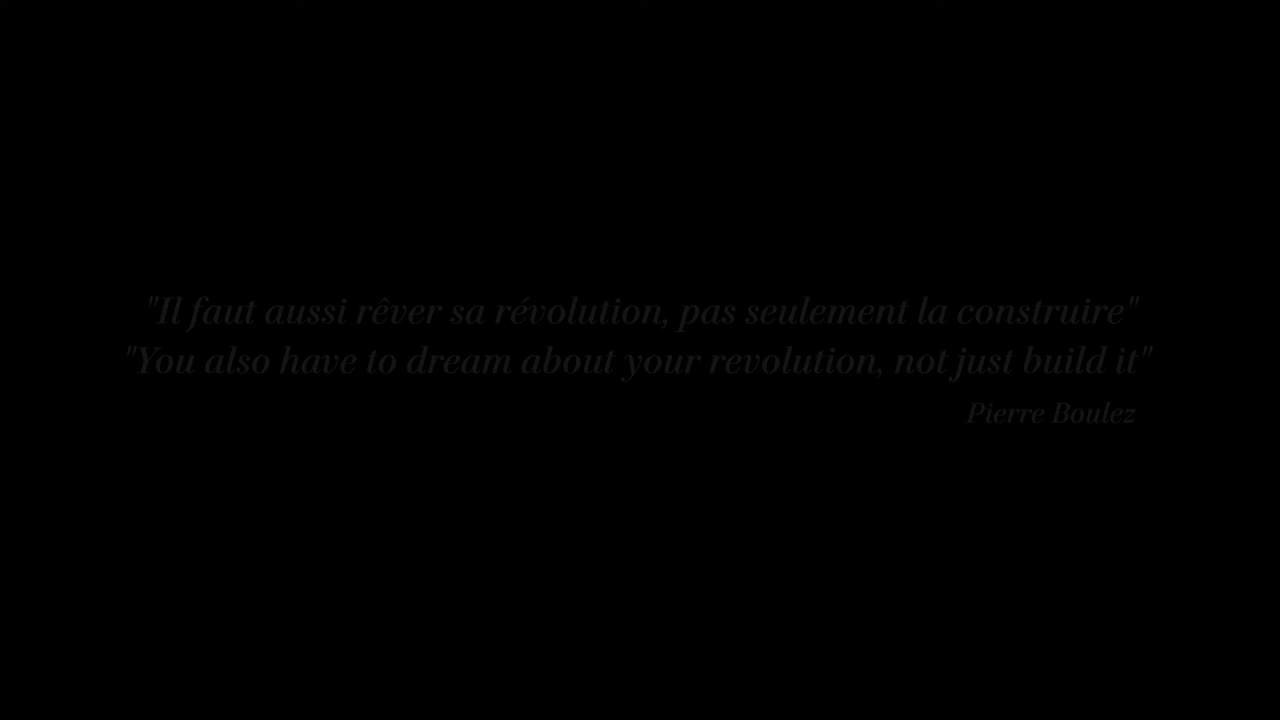 "Il faut aussi rêver sa révolution, pas seulement la construire"
"You also have to dream about your revolution, not just build it"
Pierre Boulez